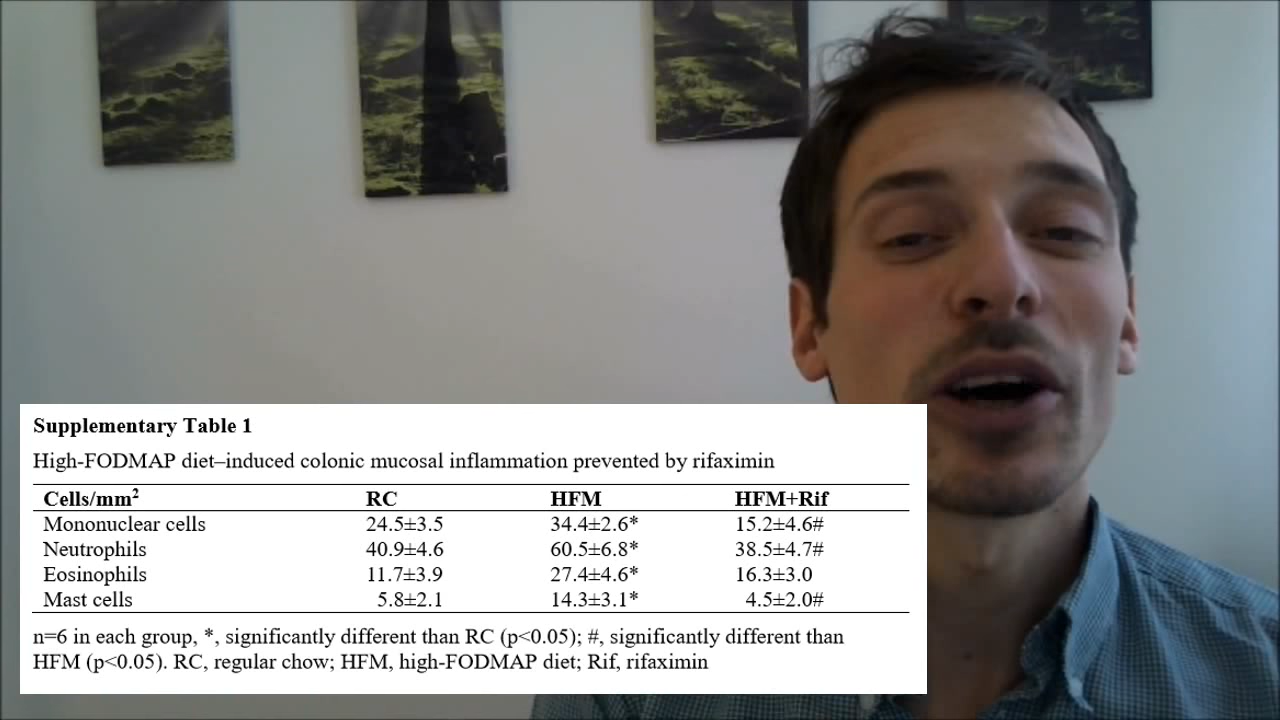 Supplementary Table 1
High-FODMAP diet–induced colonic mucosal inflammation prevented by rifaximin
Cells/mm² RC HFM HFM+Rif
Mononuclear cells 24.5±3.5 34.4±2.6* 15.2±4.6#
Neutrophils 40.9±4.6 60.5±6.8* 38.5±4.7#
Eosinophils 11.7±3.9 27.4±4.6* 16.3±3.0
Mast cells 5.8±2.1 14.3±3.1* 4.5±2.0#
n=6 in each group, *, significantly different than RC (p<0.05); #, significantly different than
HFM (p<0.05). RC, regular chow; HFM, high-FODMAP diet; Rif, rifaximin